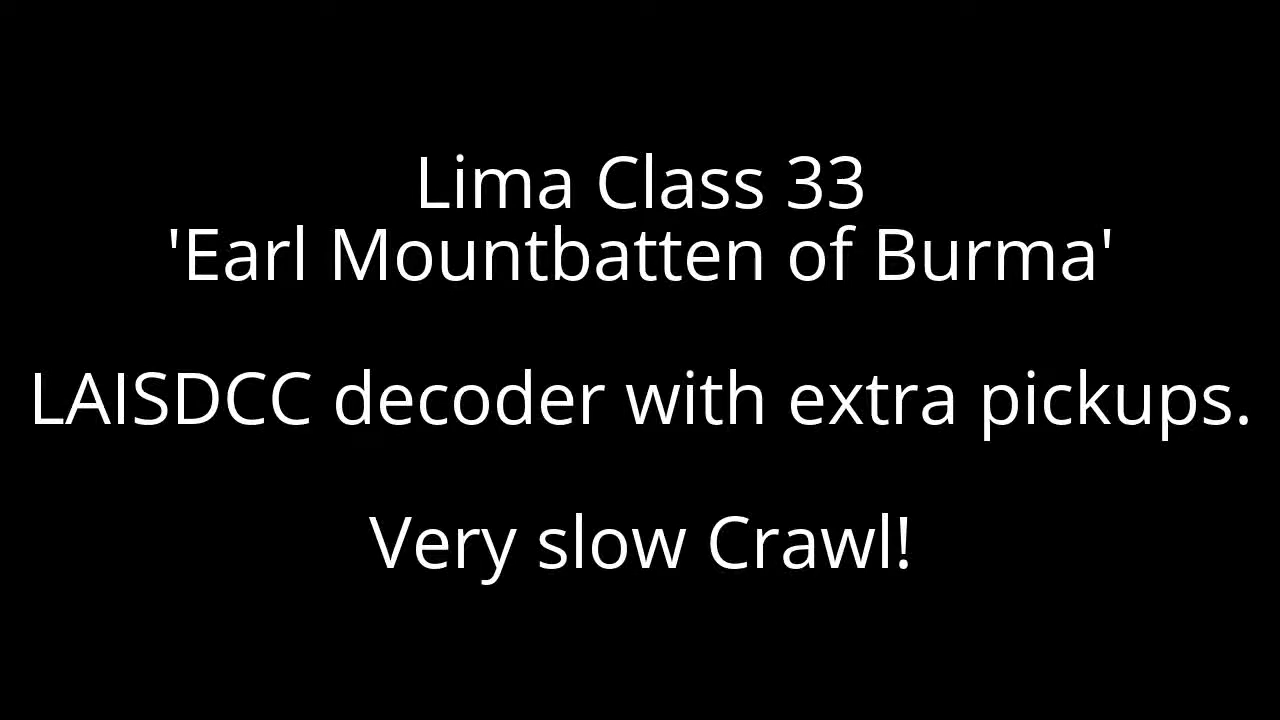 Lima Class 33
'Earl Mountbatten of Burma'
LAISDCC decoder with extra pickups.
Very slow Crawl!